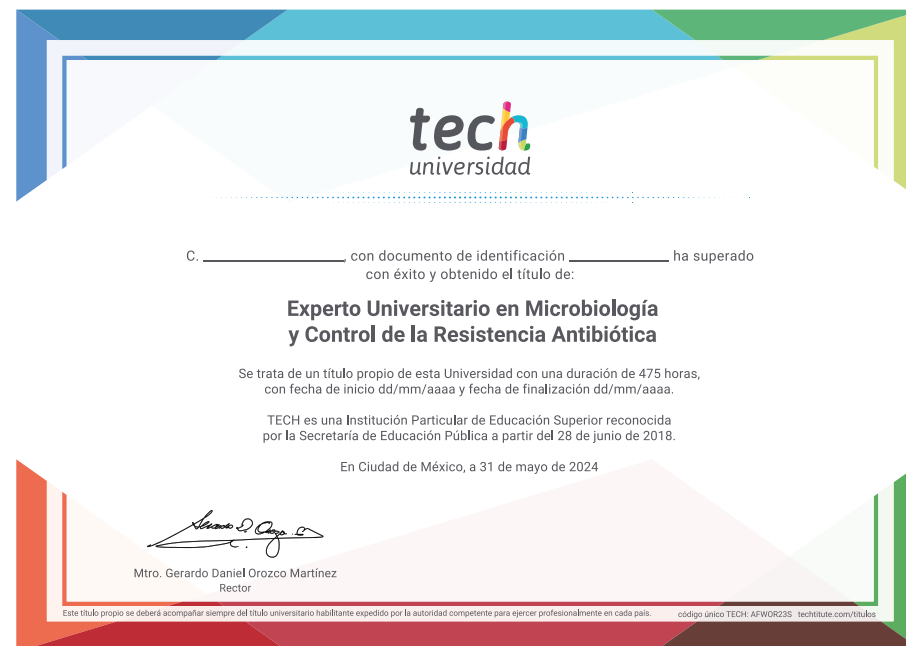 tech
universidad
C. ____________, con documento de identificación ____________ ha superado
con éxito y obtenido el título de:
Experto Universitario en Microbiología
y Control de la Resistencia Antibiótica
Se trata de un título propio de esta Universidad con una duración de 475 horas,
con fecha de inicio dd/mm/aaaa y fecha de finalización dd/mm/aaaa.
TECH es una Institución Particular de Educación Superior reconocida
por la Secretaría de Educación Pública a partir del 28 de junio de 2018.
En Ciudad de México, a 31 de mayo de 2024
Mtro. Gerardo Daniel Orozco Martínez
Rector
Este título propio se deberá acompañar siempre del título universitario habilitante expedido por la autoridad competente para ejercer profesionalmente en cada país. código único TECH: AFWOR23S techtitute.com/titulos